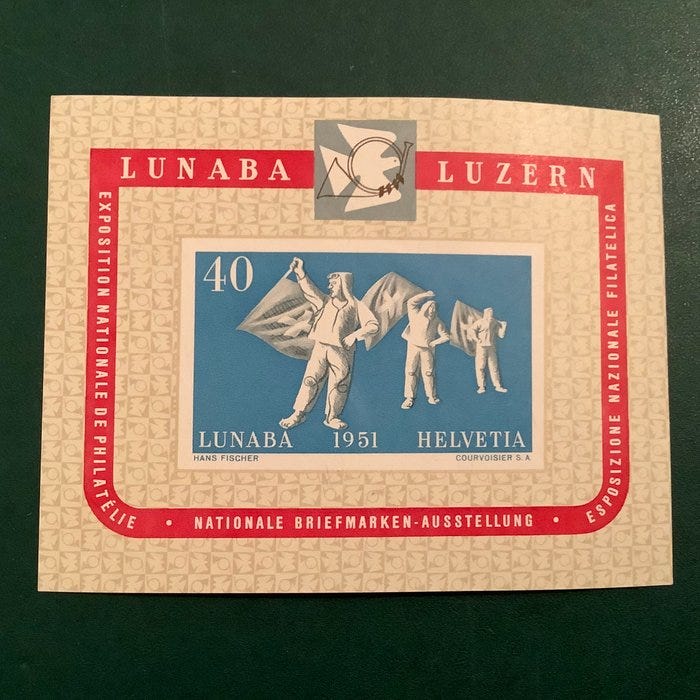 LUNABA LUZERN
EXPOSITION NATIONALE DE PHILATÉLIE • NATIONALE BRIEFMARKEN-AUSSTELLUNG • ESPOSIZIONE NAZIONALE FILATELICA
40
LUNABA 1951 HELVETIA
HANS FISCHER COURVOISIER S.A.